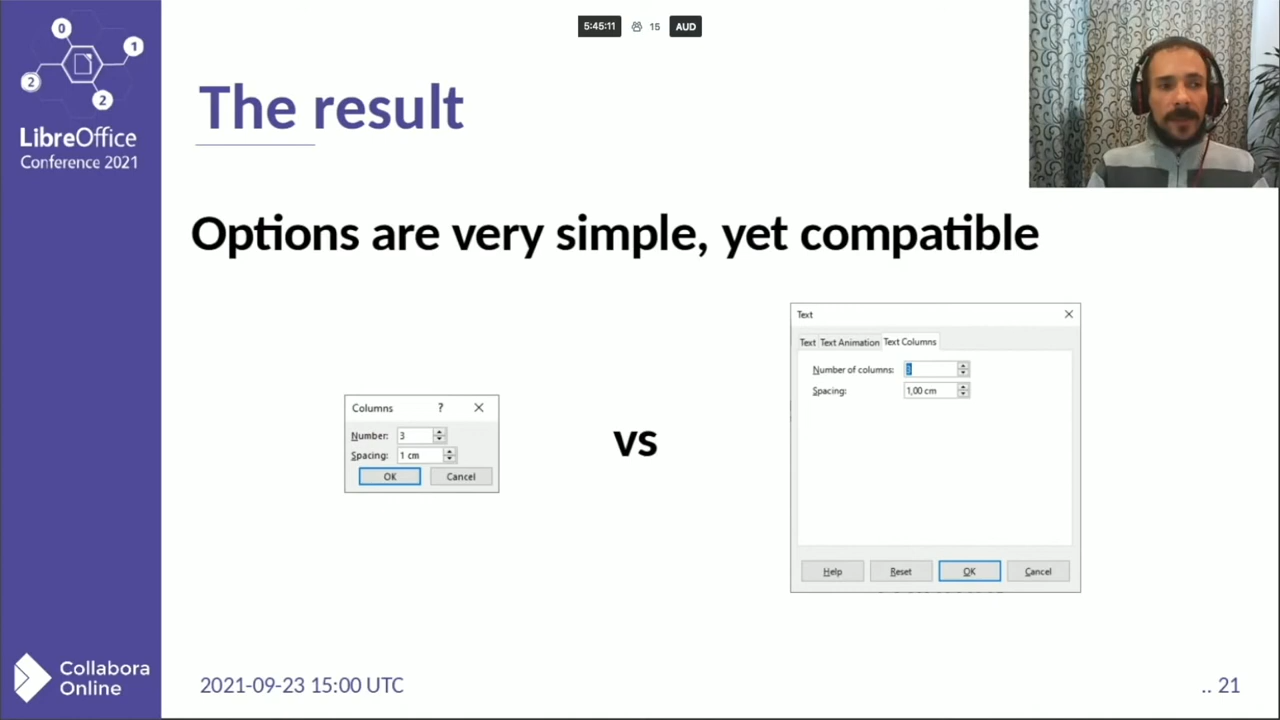 5:45:11 15 AUD
0
1
2
2
LibreOffice
Conference 2021
The result
Options are very simple, yet compatible
Columns ?
Number: 3
Spacing: 1 cm
OK Cancel
vs
Text
Text Text Animation Text Columns
Number of columns: 3
Spacing: 1,00 cm
Help Reset OK Cancel
Collabora
Online
2021-09-23 15:00 UTC
.. 21